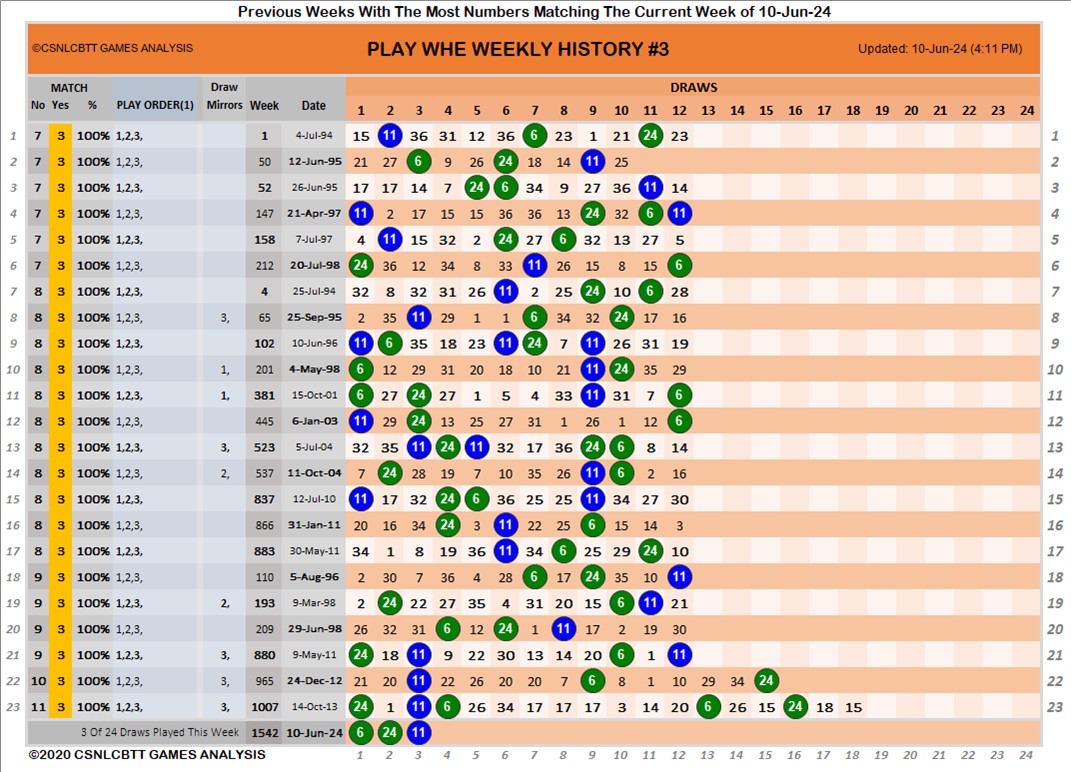 Previous Weeks With The Most Numbers Matching The Current Week of 10-Jun-24
©CSNLCBTT GAMES ANALYSIS PLAY WHE WEEKLY HISTORY #3 Updated: 10-Jun-24 (4:11 PM)
MATCH Draw DRAWS
No Yes % PLAY ORDER(1) Mirrors Week Date 1 2 3 4 5 6 7 8 9 10 11 12 13 14 15 16 17 18 19 20 21 22 23 24
1 7 3 100% 1,2,3, 1 4-Jul-94 15 11 36 31 12 36 6 23 1 21 24 23 1
2 7 3 100% 1,2,3, 50 12-Jun-95 21 27 6 9 26 24 18 14 11 25 2
3 7 3 100% 1,2,3, 52 26-Jun-95 17 17 14 7 24 6 34 9 27 36 11 14 3
4 7 3 100% 1,2,3, 147 21-Apr-97 11 2 17 15 15 36 36 13 24 32 6 11 4
5 7 3 100% 1,2,3, 158 7-Jul-97 4 11 15 32 2 24 27 6 32 13 27 5 5
6 7 3 100% 1,2,3, 212 20-Jul-98 24 36 12 34 8 33 11 26 15 8 15 6 6
7 8 3 100% 1,2,3, 4 25-Jul-94 32 8 32 31 26 11 2 25 24 10 6 28 7
8 8 3 100% 1,2,3, 3, 65 25-Sep-95 2 35 11 29 1 1 6 34 32 24 17 16 8
9 8 3 100% 1,2,3, 102 10-Jun-96 11 6 35 18 23 11 24 7 11 26 31 19 9
10 8 3 100% 1,2,3, 1, 201 4-May-98 6 12 29 31 20 18 10 21 11 24 35 29 10
11 8 3 100% 1,2,3, 1, 381 15-Oct-01 6 27 24 27 1 5 4 33 11 31 7 6 11
12 8 3 100% 1,2,3, 445 6-Jan-03 11 29 24 13 25 27 31 1 26 1 12 6 12
13 8 3 100% 1,2,3, 3, 523 5-Jul-04 32 35 11 24 11 32 17 36 24 6 8 14 13
14 8 3 100% 1,2,3, 2, 537 11-Oct-04 7 24 28 19 7 10 35 26 11 6 2 16 14
15 8 3 100% 1,2,3, 837 12-Jul-10 11 17 32 24 6 36 25 25 11 34 27 30 15
16 8 3 100% 1,2,3, 866 31-Jan-11 20 16 34 24 3 11 22 25 6 15 14 3 16
17 8 3 100% 1,2,3, 883 30-May-11 34 1 8 19 36 11 34 6 25 29 24 10 17
18 9 3 100% 1,2,3, 110 5-Aug-96 2 30 7 36 4 28 6 17 24 35 10 11 18
19 9 3 100% 1,2,3, 2, 193 9-Mar-98 2 24 22 27 35 4 31 20 15 6 11 21 19
20 9 3 100% 1,2,3, 209 29-Jun-98 26 32 31 6 12 24 1 11 17 2 19 30 20
21 9 3 100% 1,2,3, 3, 880 9-May-11 24 18 11 9 22 30 13 14 20 6 1 11 21
22 10 3 100% 1,2,3, 3, 965 24-Dec-12 21 20 11 22 26 20 20 7 6 8 1 10 29 34 24 22
23 11 3 100% 1,2,3, 3, 1007 14-Oct-13 24 1 11 6 26 34 17 17 17 3 14 20 6 26 15 24 18 15 23
3 Of 24 Draws Played This Week 1542 10-Jun-24 6 24 11
©2020 CSNLCBTT GAMES ANALYSIS 1 2 3 4 5 6 7 8 9 10 11 12 13 14 15 16 17 18 19 20 21 22 23 24